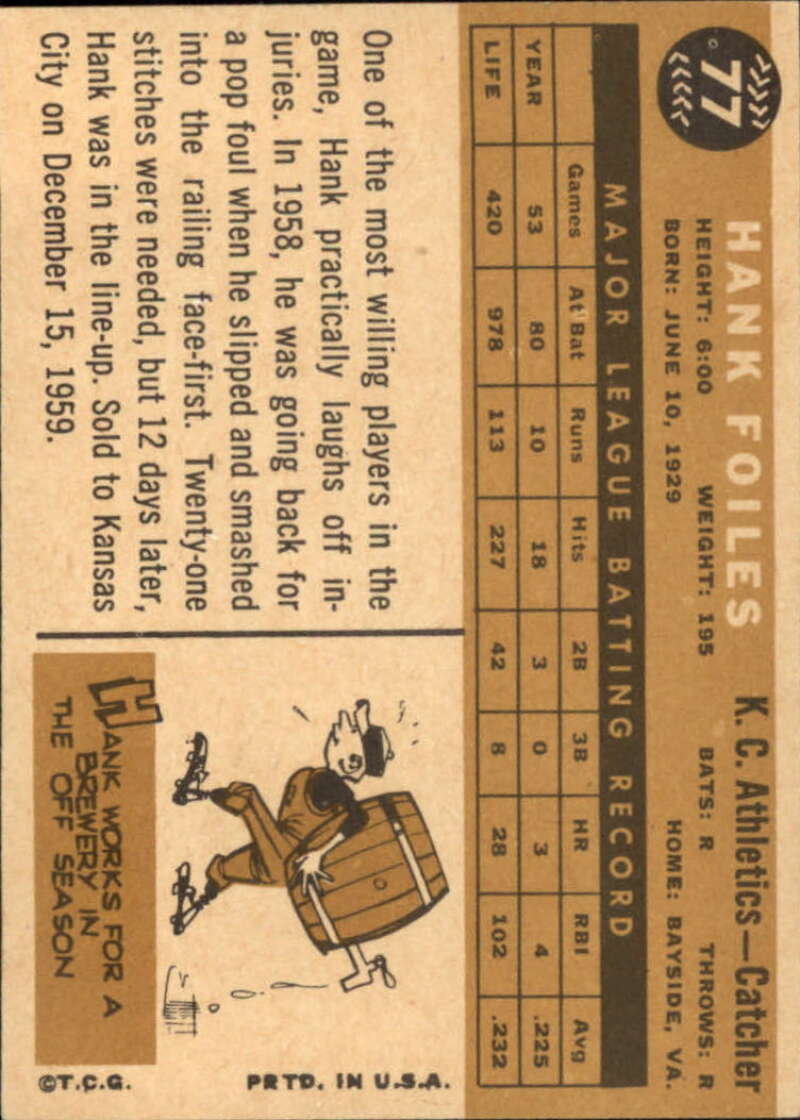 77
HANK FOILES
K. C. Athletics—Catcher
HEIGHT: 6:00 WEIGHT: 195 BATS: R THROWS: R
BORN: JUNE 10, 1929 HOME: BAYSIDE, VA.
MAJOR LEAGUE BATTING RECORD
Games At Bat Runs Hits 2B 3B HR RBI Avg
YEAR 53 80 10 18 3 0 3 4 .225
LIFE 420 978 113 227 42 8 28 102 .232
One of the most willing players in the
game, Hank practically laughs off in-
juries. In 1958, he was going back for
a pop foul when he slipped and smashed
into the railing face-first. Twenty-one
stitches were needed, but 12 days later,
Hank was in the line-up. Sold to Kansas
City on December 15, 1959.
HANK WORKS FOR A
BREWERY IN
THE OFF SEASON
©T.C.G. PRTD. IN U.S.A.